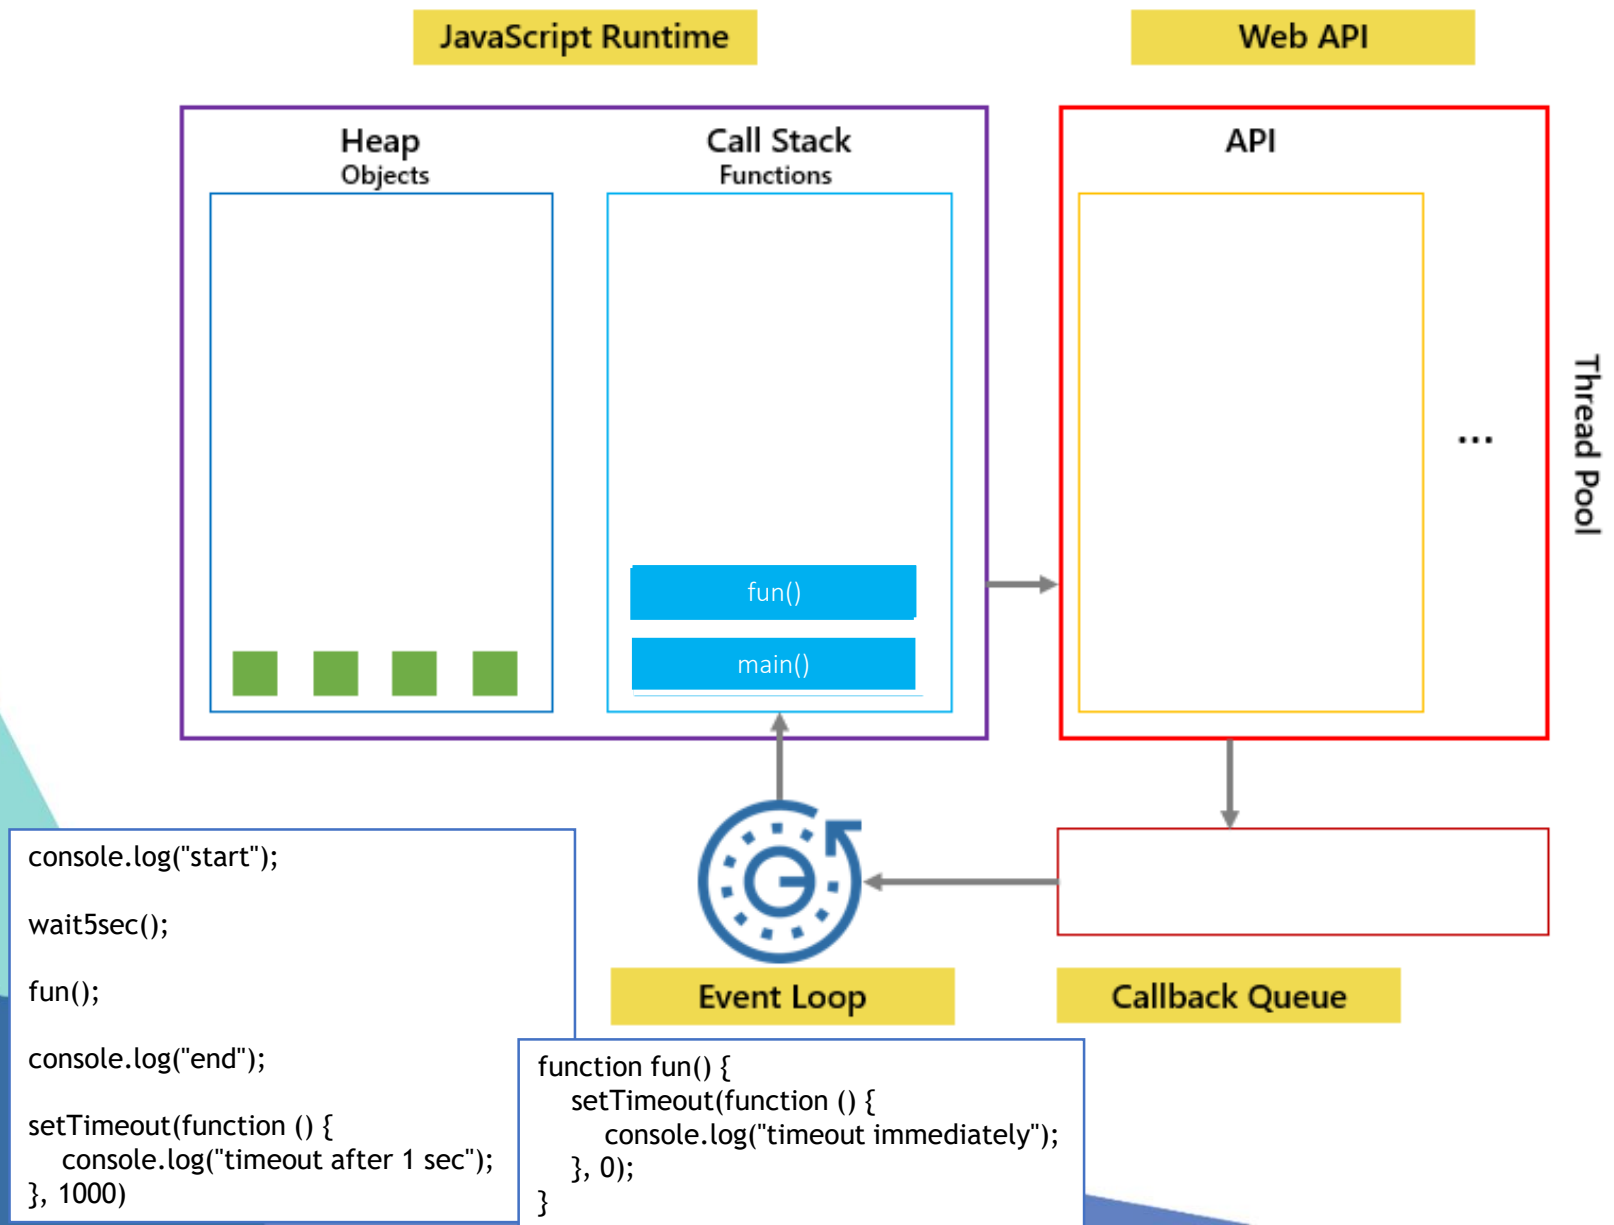 JavaScript Runtime
Web API
Heap
Objects
Call Stack
Functions
API
fun()
main()
...
Thread Pool
Event Loop
Callback Queue
console.log("start");
wait5sec();
fun();
console.log("end");
setTimeout(function () {
console.log("timeout after 1 sec");
}, 1000)
function fun() {
setTimeout(function () {
console.log("timeout immediately");
}, 0);
}